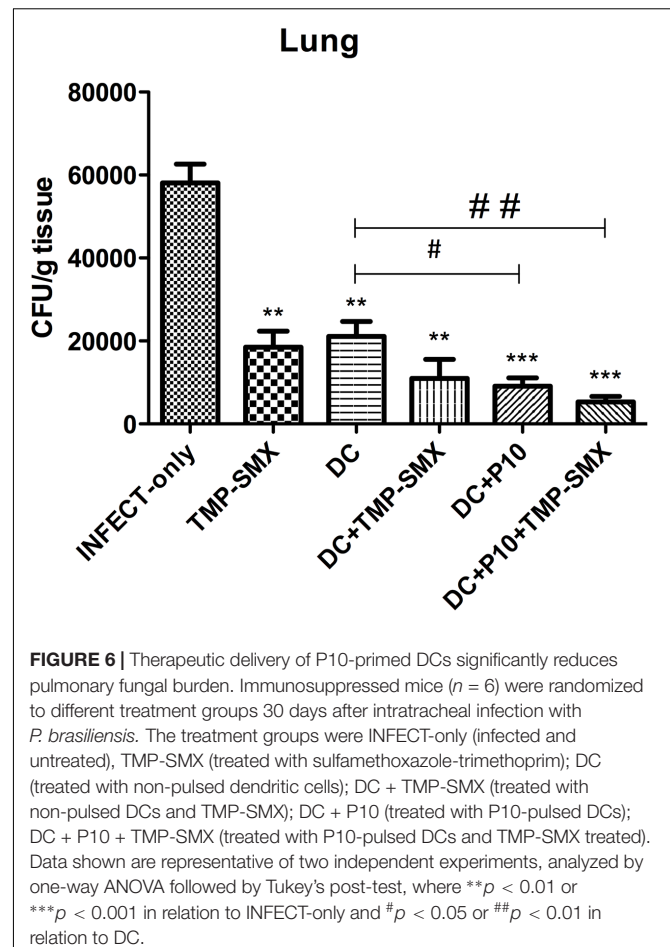 Lung
CFU/g tissue
80000
60000
40000
20000
0
##
#
**
**
**
***
***
INFECT-only
TMP-SMX
DC
DC+TMP-SMX
DC+P10
DC+P10+TMP-SMX
FIGURE 6 | Therapeutic delivery of P10-primed DCs significantly reduces
pulmonary fungal burden. Immunosuppressed mice (n = 6) were randomized
to different treatment groups 30 days after intratracheal infection with
P. brasiliensis. The treatment groups were INFECT-only (infected and
untreated), TMP-SMX (treated with sulfamethoxazole-trimethoprim); DC
(treated with non-pulsed dendritic cells); DC + TMP-SMX (treated with
non-pulsed DCs and TMP-SMX); DC + P10 (treated with P10-pulsed DCs);
DC + P10 + TMP-SMX (treated with P10-pulsed DCs and TMP-SMX treated).
Data shown are representative of two independent experiments, analyzed by
one-way ANOVA followed by Tukey's post-test, where **p < 0.01 or
***p < 0.001 in relation to INFECT-only and #p < 0.05 or ##p < 0.01 in
relation to DC.